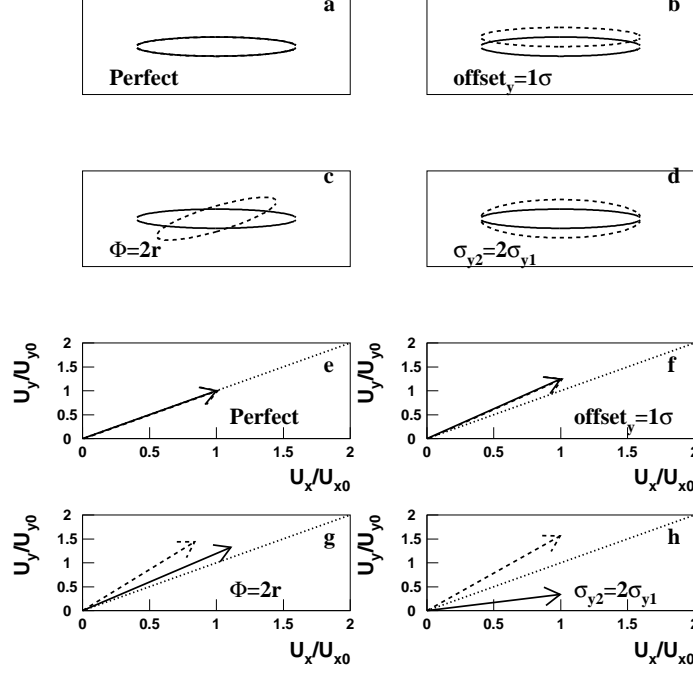 a
Perfect
b
offset_y=1σ
c
Φ=2r
d
σ_y2=2σ_y1
U_y/U_y0
2
1.5
1
0.5
0
e
Perfect
0 0.5 1 1.5 2
U_x/U_x0
U_y/U_y0
2
1.5
1
0.5
0
f
offset_y=1σ
0 0.5 1 1.5 2
U_x/U_x0
U_y/U_y0
2
1.5
1
0.5
0
g
Φ=2r
0 0.5 1 1.5 2
U_x/U_x0
U_y/U_y0
2
1.5
1
0.5
0
h
σ_y2=2σ_y1
0 0.5 1 1.5 2
U_x/U_x0